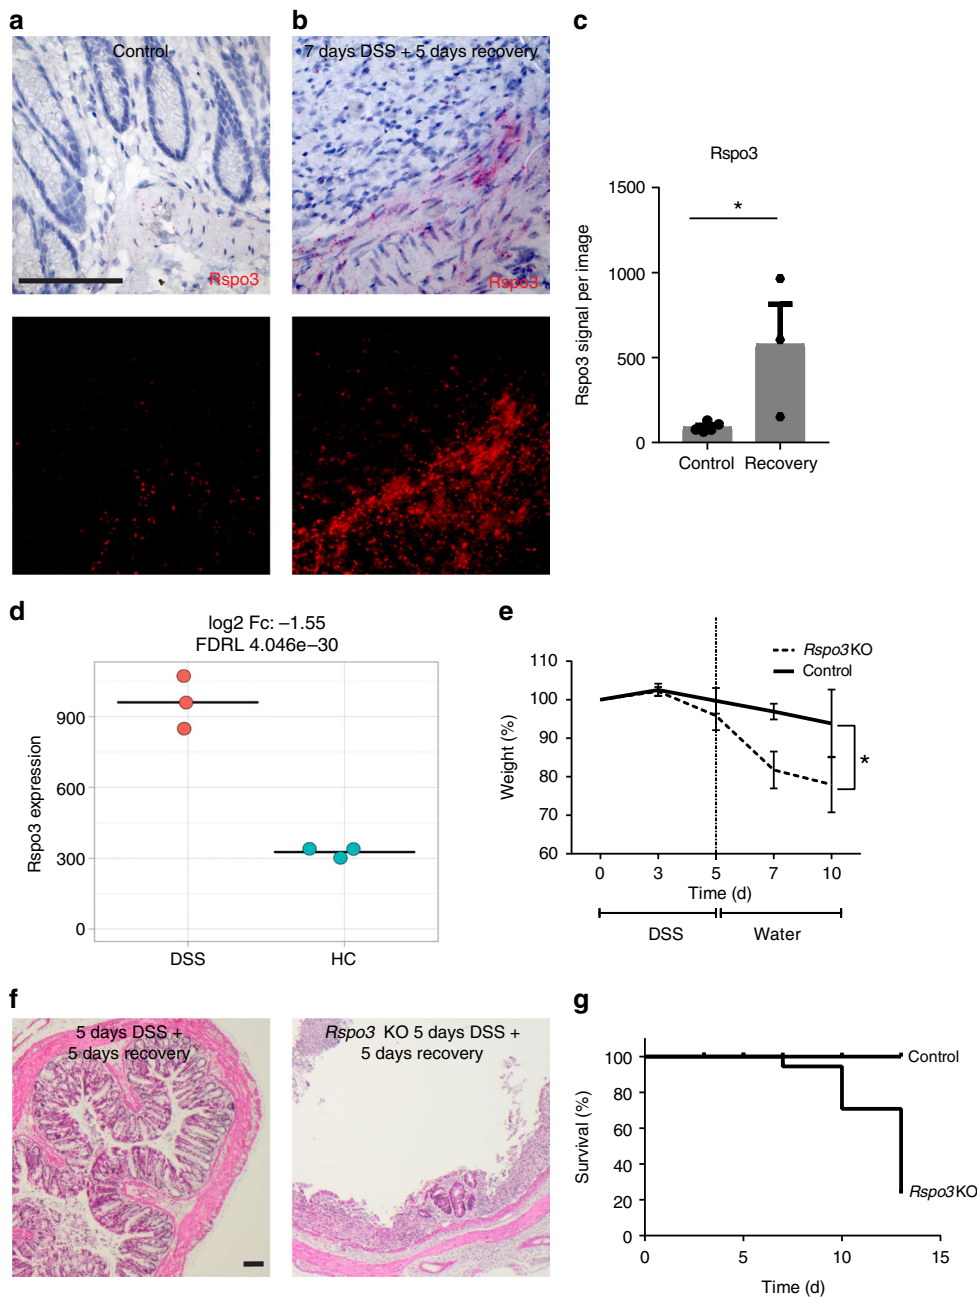 a
Control
Rspo3
b
7 days DSS + 5 days recovery
Rspo3
c
Rspo3
Rspo3 signal per image
1500
1000
500
0
*
Control
Recovery
d
log2 Fc: –1.55
FDRL 4.046e–30
Rspo3 expression
900
600
300
0
DSS
HC
e
Rspo3 KO
Control
Weight (%)
110
100
90
80
70
60
*
0
3
5
7
10
Time (d)
DSS
Water
f
5 days DSS +
5 days recovery
Rspo3 KO 5 days DSS +
5 days recovery
g
Survival (%)
100
80
60
40
20
0
Control
Rspo3 KO
0
5
10
15
Time (d)